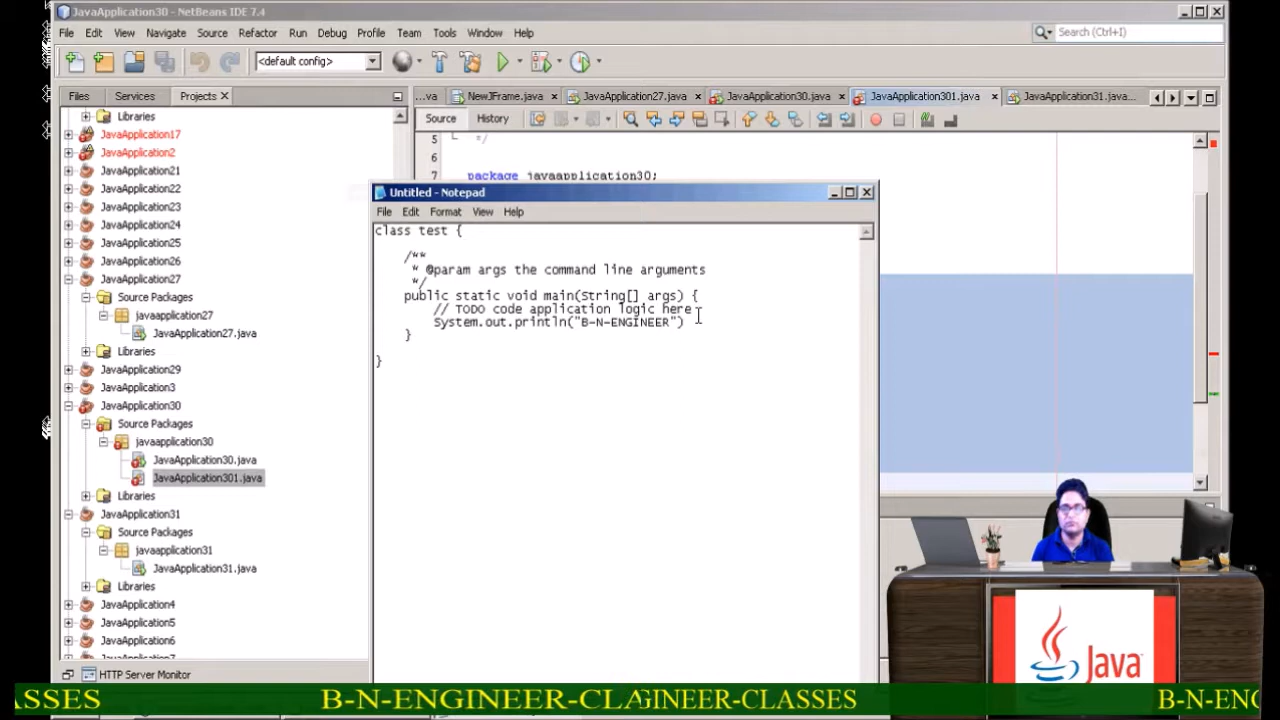 JavaApplication30 - NetBeans IDE 7.4
File Edit View Navigate Source Refactor Run Debug Profile Team Tools Window Help
Search (Ctrl+I)
<default config>
Files Services Projects
...va NewJFrame.java JavaApplication27.java JavaApplication30.java JavaApplication301.java JavaApplication31.java...
Source History
Libraries
JavaApplication17
JavaApplication2
JavaApplication21
JavaApplication22
JavaApplication23
JavaApplication24
JavaApplication25
JavaApplication26
JavaApplication27
Source Packages
javaapplication27
JavaApplication27.java
Libraries
JavaApplication29
JavaApplication3
JavaApplication30
Source Packages
javaapplication30
JavaApplication30.java
JavaApplication301.java
Libraries
JavaApplication31
Source Packages
javaapplication31
JavaApplication31.java
Libraries
JavaApplication4
JavaApplication5
JavaApplication6
HTTP Server Monitor
5 */
6
7 package javaapplication30;
Untitled - Notepad
File Edit Format View Help
class test {
/**
* @param args the command line arguments
*/
public static void main(String[] args) {
// TODO code application logic here
System.out.println("B-N-ENGINEER")
}
}
Java
ASSES B-N-ENGINEER-CLAGINEER-CLASSES B-N-ENG